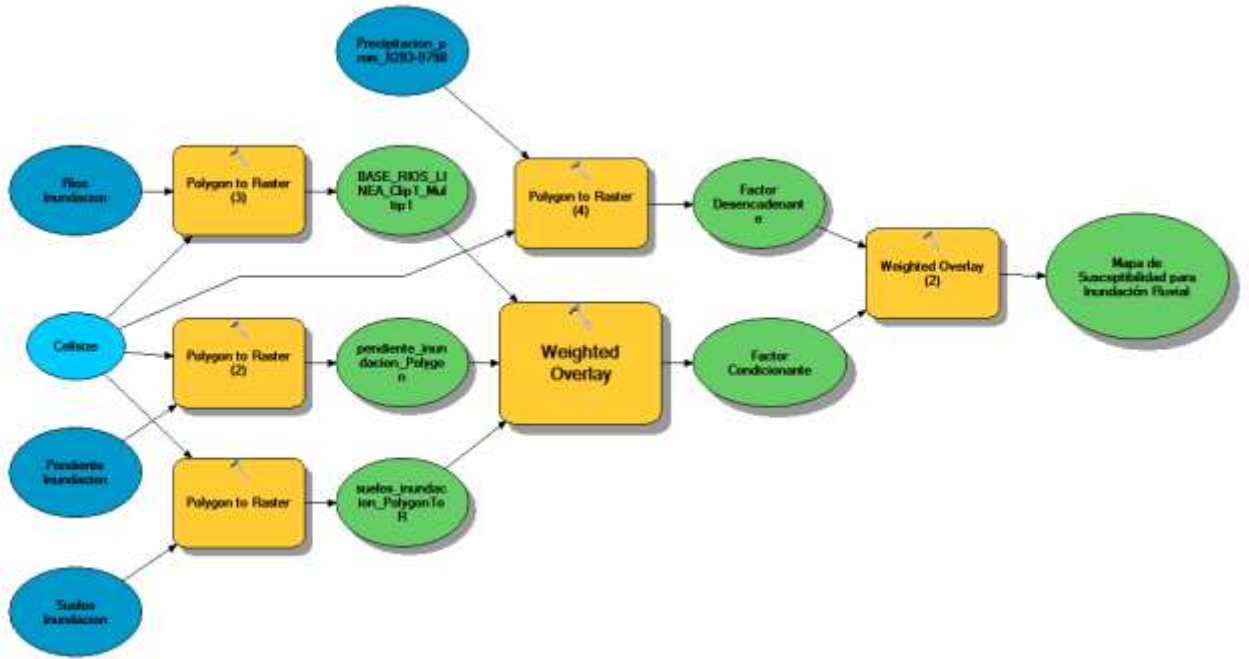 Precipitacion_p
mm_8283-9798
Rios
Inundacion
Polygon to Raster
(3)
BASE_RIOS_LI
NEA_Clip1_Mul
tip1
Polygon to Raster
(4)
Factor
Desencadenant
e
Weighted Overlay
(2)
Mapa de
Susceptibilidad para
Inundación Fluvial
Cellsize
Polygon to Raster
(2)
pendiente_inun
dacion_Polygo
n
Weighted
Overlay
Factor
Condicionante
Pendiente
Inundacion
Polygon to Raster
suelos_inundac
ion_PolygonToR
Suelos
Inundacion